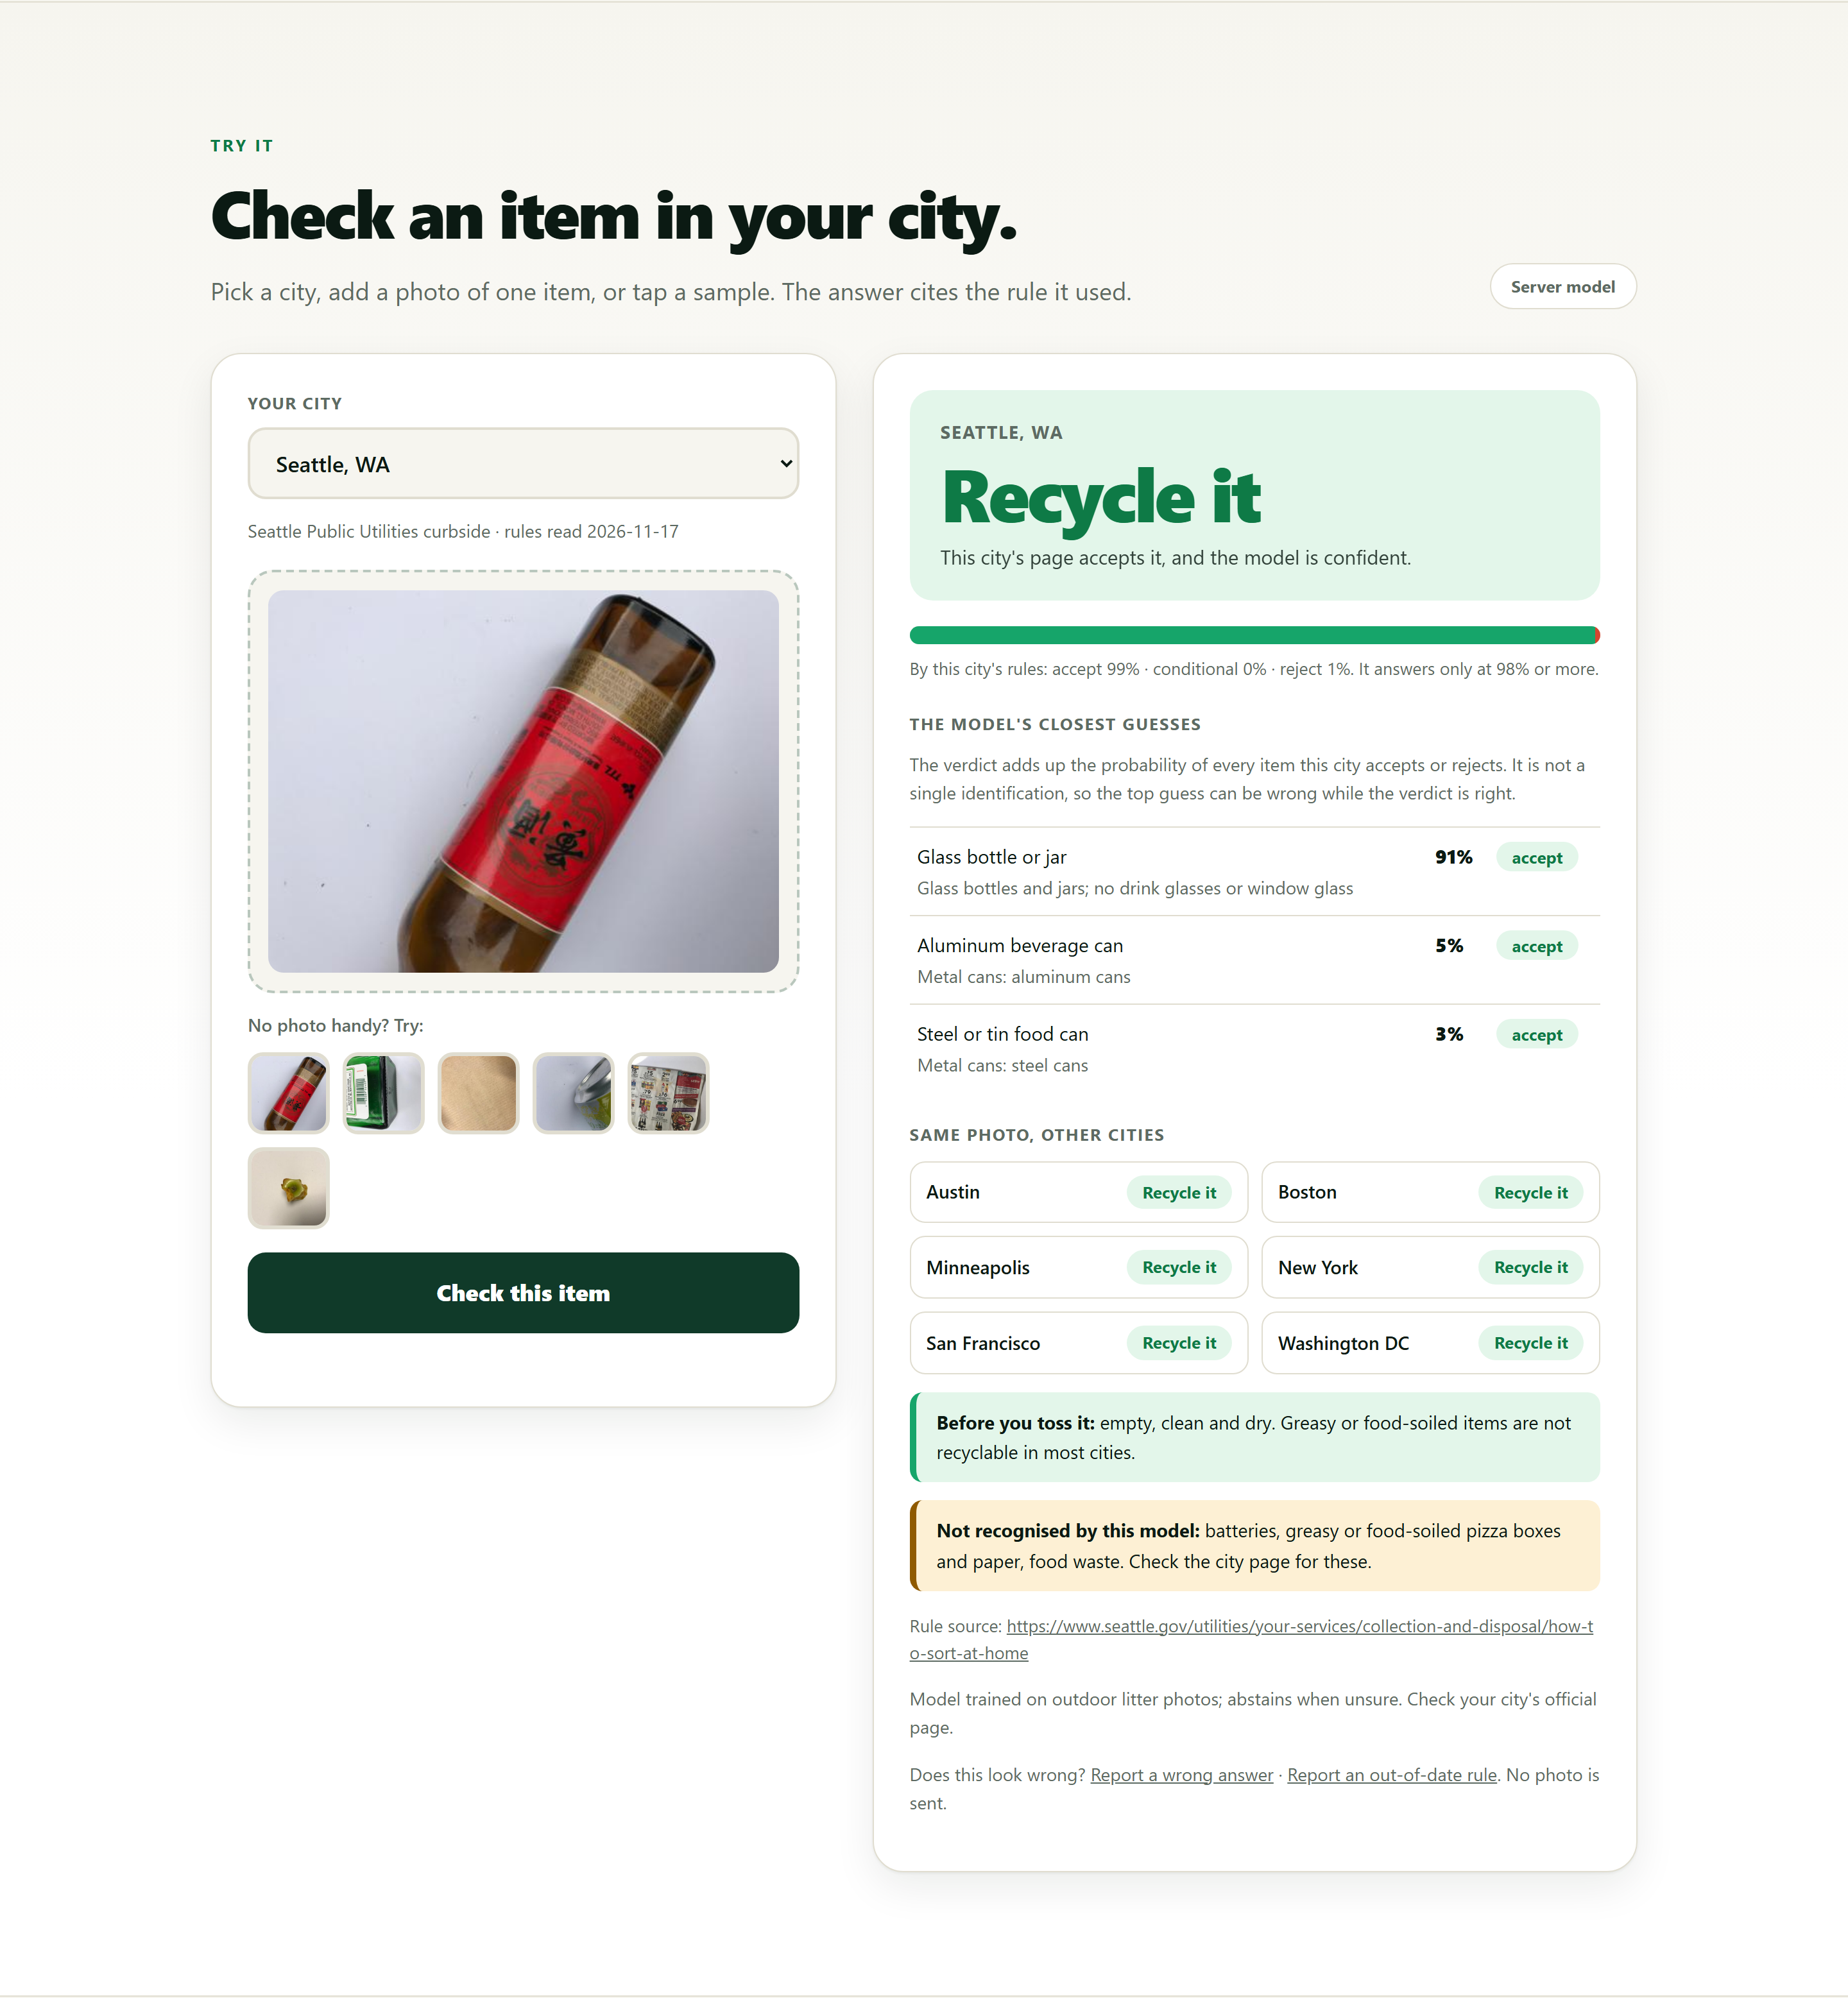 TRY IT
Check an item in your city.
Pick a city, add a photo of one item, or tap a sample. The answer cites the rule it used.
Server model
YOUR CITY
Seattle, WA
Seattle Public Utilities curbside · rules read 2026-11-17
No photo handy? Try:
Check this item
SEATTLE, WA
Recycle it
This city's page accepts it, and the model is confident.
By this city's rules: accept 99% · conditional 0% · reject 1%. It answers only at 98% or more.
THE MODEL'S CLOSEST GUESSES
The verdict adds up the probability of every item this city accepts or rejects. It is not a
single identification, so the top guess can be wrong while the verdict is right.
Glass bottle or jar 91% accept
Glass bottles and jars; no drink glasses or window glass
Aluminum beverage can 5% accept
Metal cans: aluminum cans
Steel or tin food can 3% accept
Metal cans: steel cans
SAME PHOTO, OTHER CITIES
Austin Recycle it Boston Recycle it
Minneapolis Recycle it New York Recycle it
San Francisco Recycle it Washington DC Recycle it
Before you toss it: empty, clean and dry. Greasy or food-soiled items are not
recyclable in most cities.
Not recognised by this model: batteries, greasy or food-soiled pizza boxes
and paper, food waste. Check the city page for these.
Rule source: https://www.seattle.gov/utilities/your-services/collection-and-disposal/how-t
o-sort-at-home
Model trained on outdoor litter photos; abstains when unsure. Check your city's official
page.
Does this look wrong? Report a wrong answer · Report an out-of-date rule. No photo is
sent.